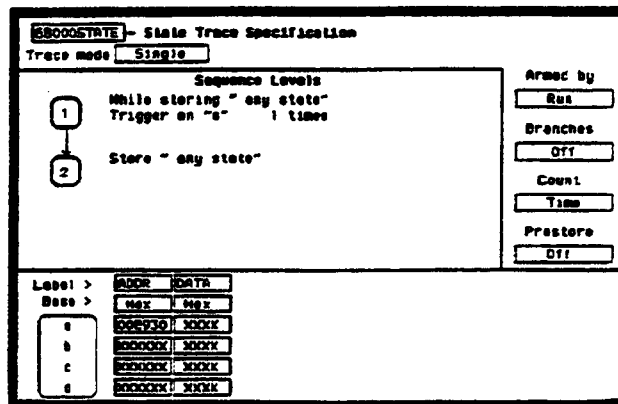 68000STATE - State Trace Specification
Trace mode Single
Sequence Levels
While storing " any state"
Trigger on "a" 1 times
Store " any state"
1
2
Armed by
Run
Branches
Off
Count
Time
Prestore
Off
Label > ADDR DATA
Base > Hex Hex
a 00E930 XXXX
b XXXXXX XXXX
c XXXXXX XXXX
d XXXXXX XXXX